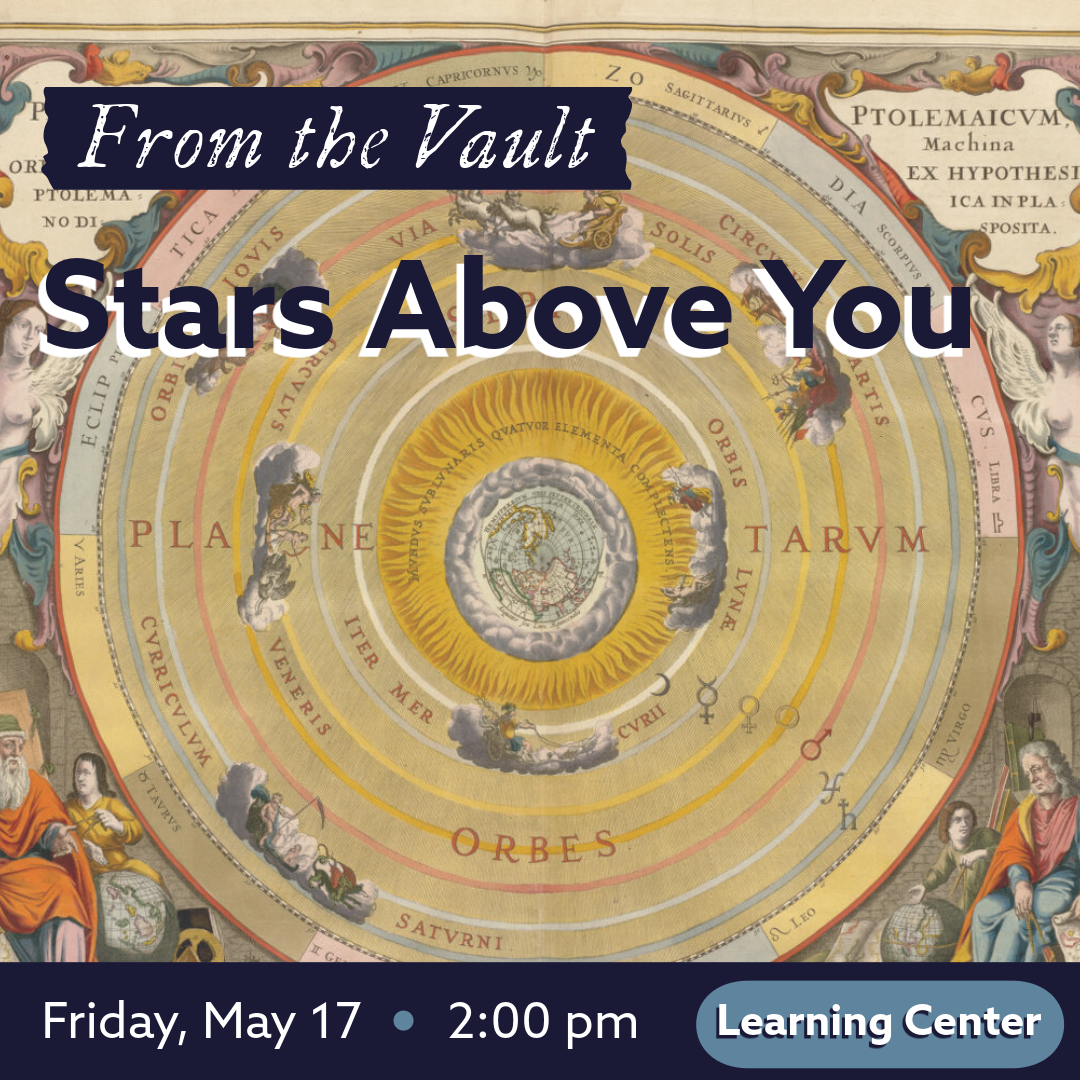 From the Vault
Stars Above You
CAPRICORNVS
ZO
SAGITTARIVS
DIA
SCORPIVS
CVS
LIBRA
VIRGO
LEO
TAVRVS
ARIES
ECLIP
TICA
PTOLEMAICVM,
Machina
EX HYPOTHESI
ICA IN PLA:
SPOSITA.
PTOLEMA:
NO DI:
VIA
SOLIS
IOVIS
ORBI
CIRCVLVS
ARTIS
ORBIS
LVNÆ
MVNDVS SVBLVNARIS QVATVOR ELEMENTA COMPLECTENS.
PLA NE TARVM
ITER MER CVRII
VENERIS
CVRRICVLVM
ORBES
SATVRNI
Friday, May 17 • 2:00 pm
Learning Center